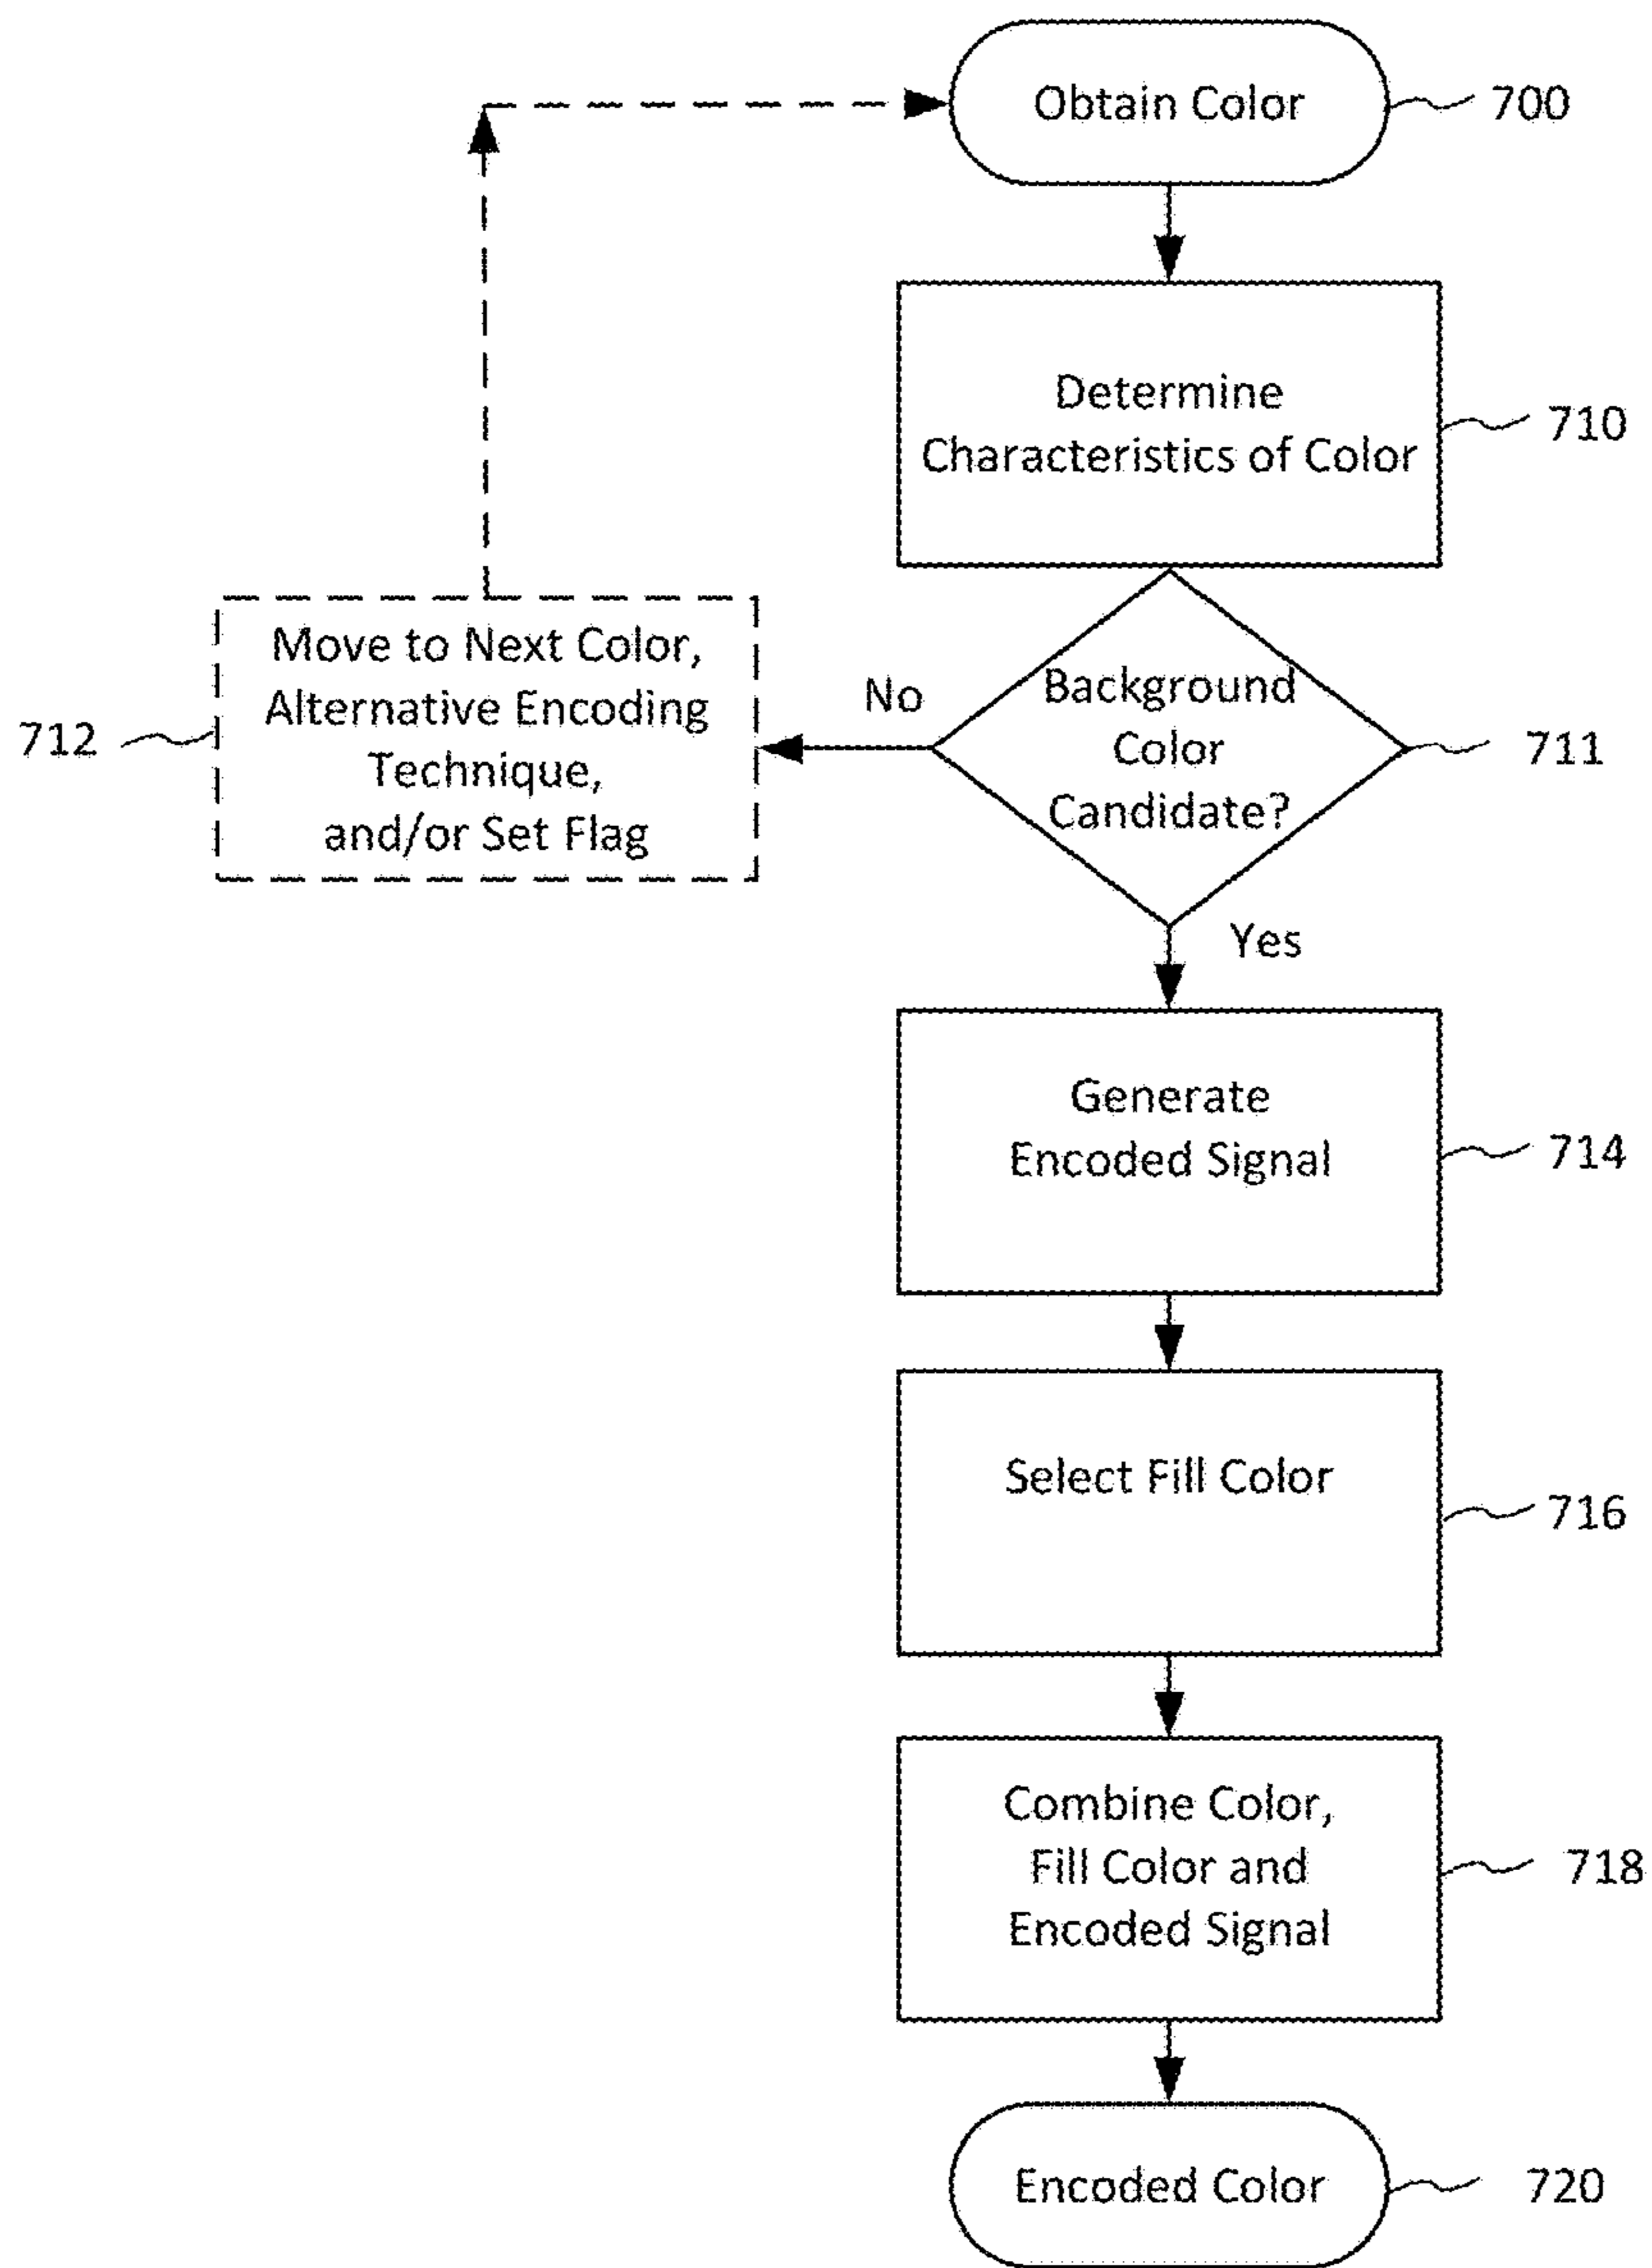 Obtain Color
700
Determine
Characteristics of Color
710
Background
Color
Candidate?
711
No
Move to Next Color,
Alternative Encoding
Technique,
and/or Set Flag
712
Yes
Generate
Encoded Signal
714
Select Fill Color
716
Combine Color,
Fill Color and
Encoded Signal
718
Encoded Color
720